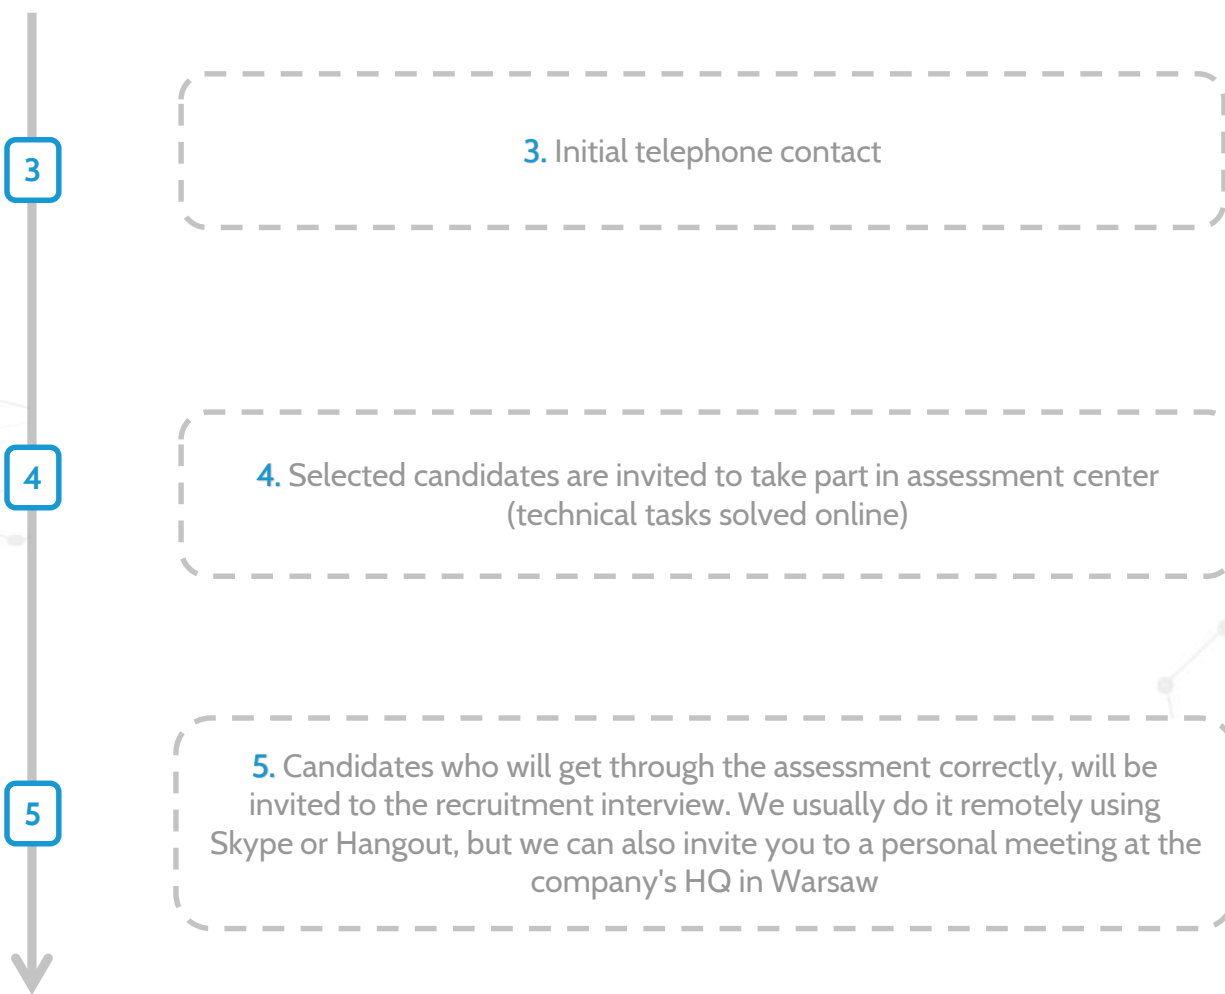 3
3. Initial telephone contact
4
4. Selected candidates are invited to take part in assessment center
(technical tasks solved online)
5
5. Candidates who will get through the assessment correctly, will be
invited to the recruitment interview. We usually do it remotely using
Skype or Hangout, but we can also invite you to a personal meeting at the
company's HQ in Warsaw